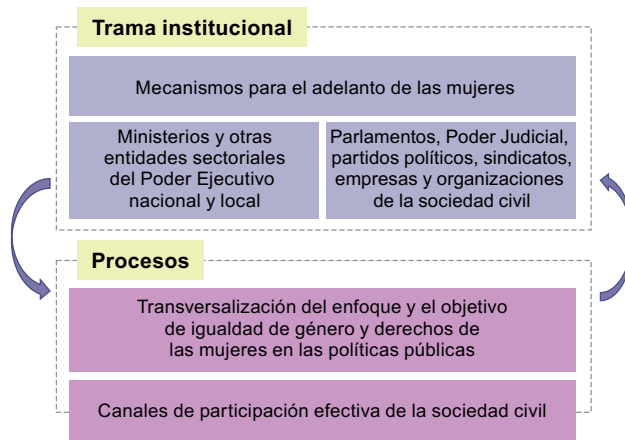 Trama institucional
Mecanismos para el adelanto de las mujeres
Ministerios y otras
entidades sectoriales
del Poder Ejecutivo
nacional y local
Parlamentos, Poder Judicial,
partidos políticos, sindicatos,
empresas y organizaciones
de la sociedad civil
Procesos
Transversalización del enfoque y el objetivo
de igualdad de género y derechos de
las mujeres en las políticas públicas
Canales de participación efectiva de la sociedad civil